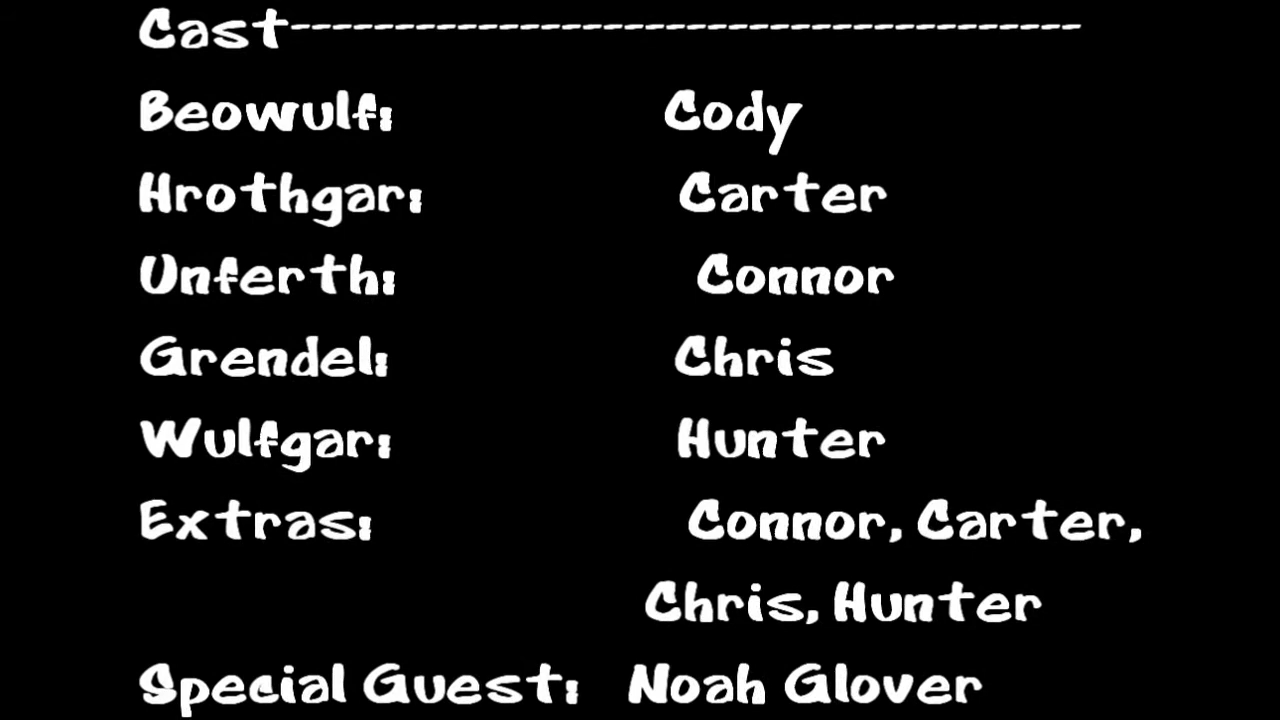 Cast--------------------------------------
Beowulf: Cody
Hrothgar: Carter
Unferth: Connor
Grendel: Chris
Wulfgar: Hunter
Extras: Connor, Carter,
Chris, Hunter
Special Guest: Noah Glover